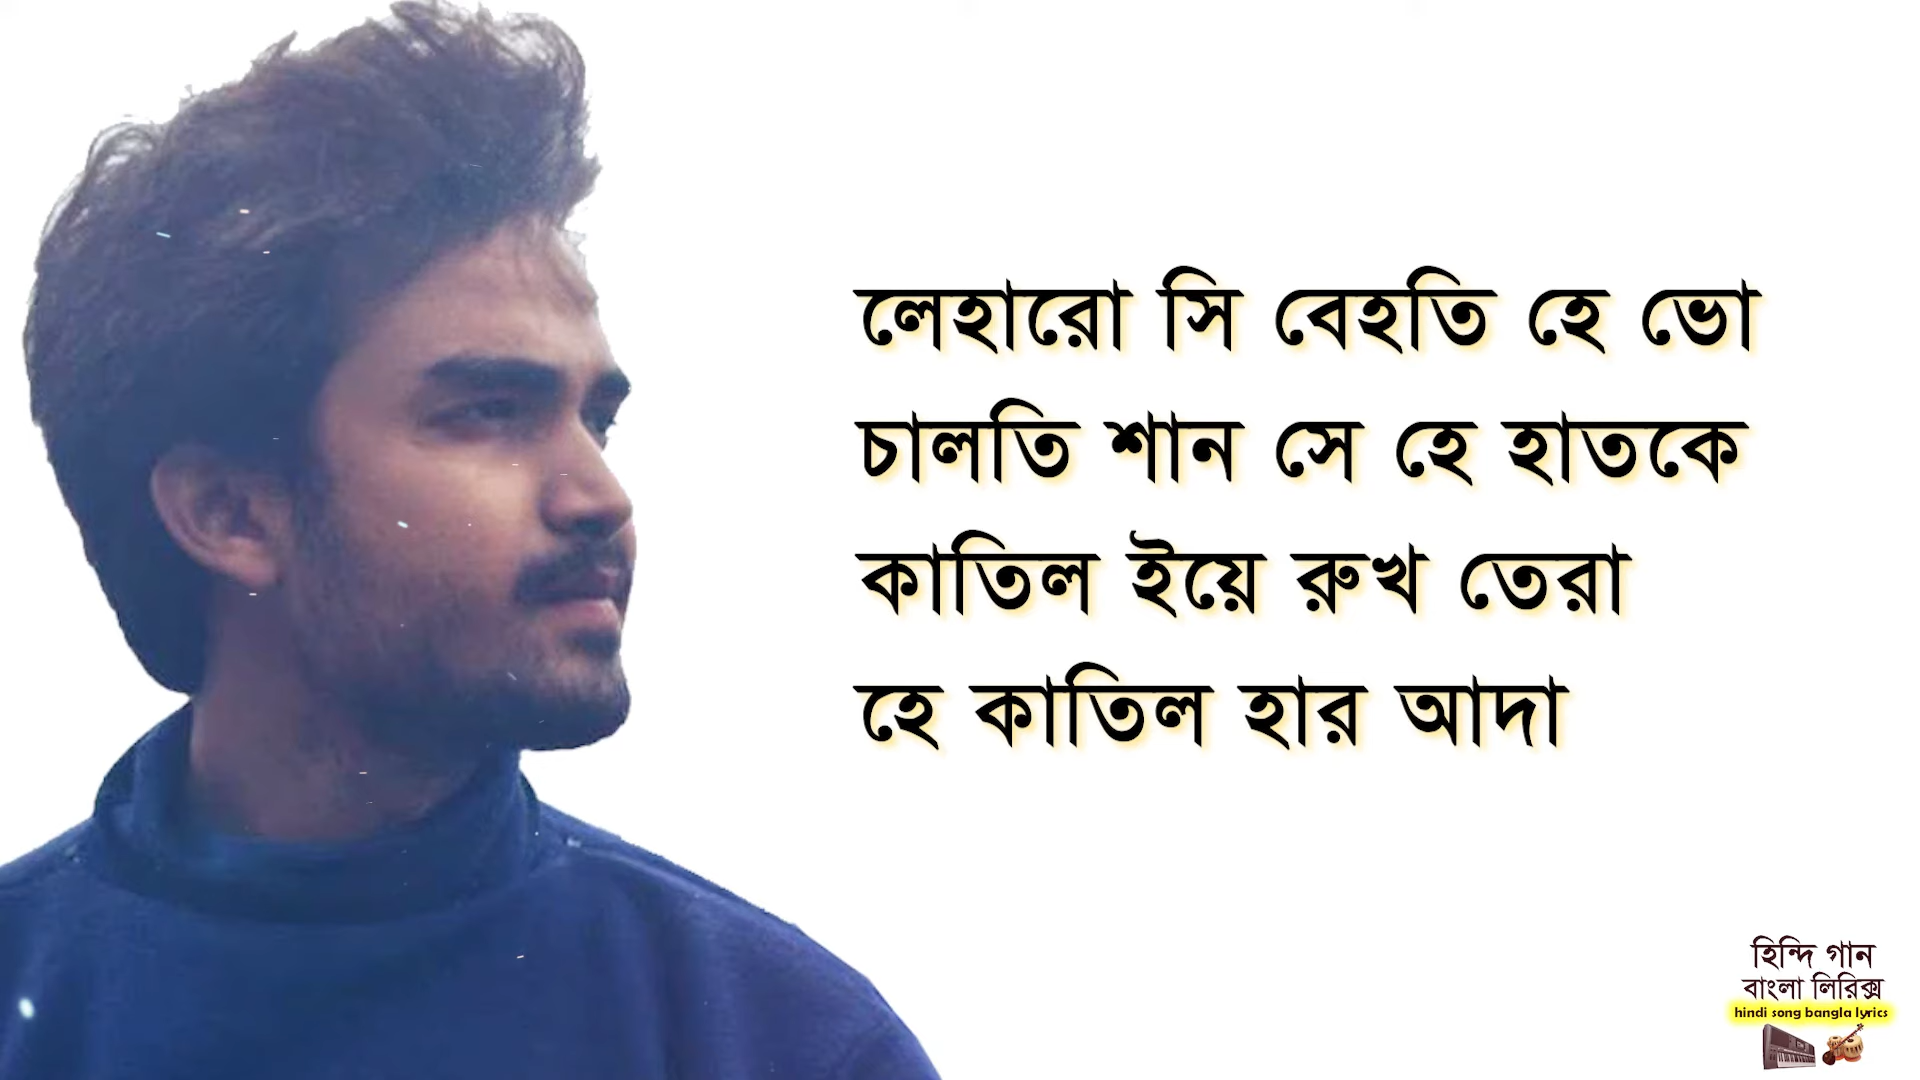 লেহারো সি বেহতি হে ভো
চালতি শান সে হে হাতকে
কাতিল ইয়ে রুখ তেরা
হে কাতিল হার আদা
হিন্দি গান
বাংলা লিরিক্স
hindi song bangla lyrics